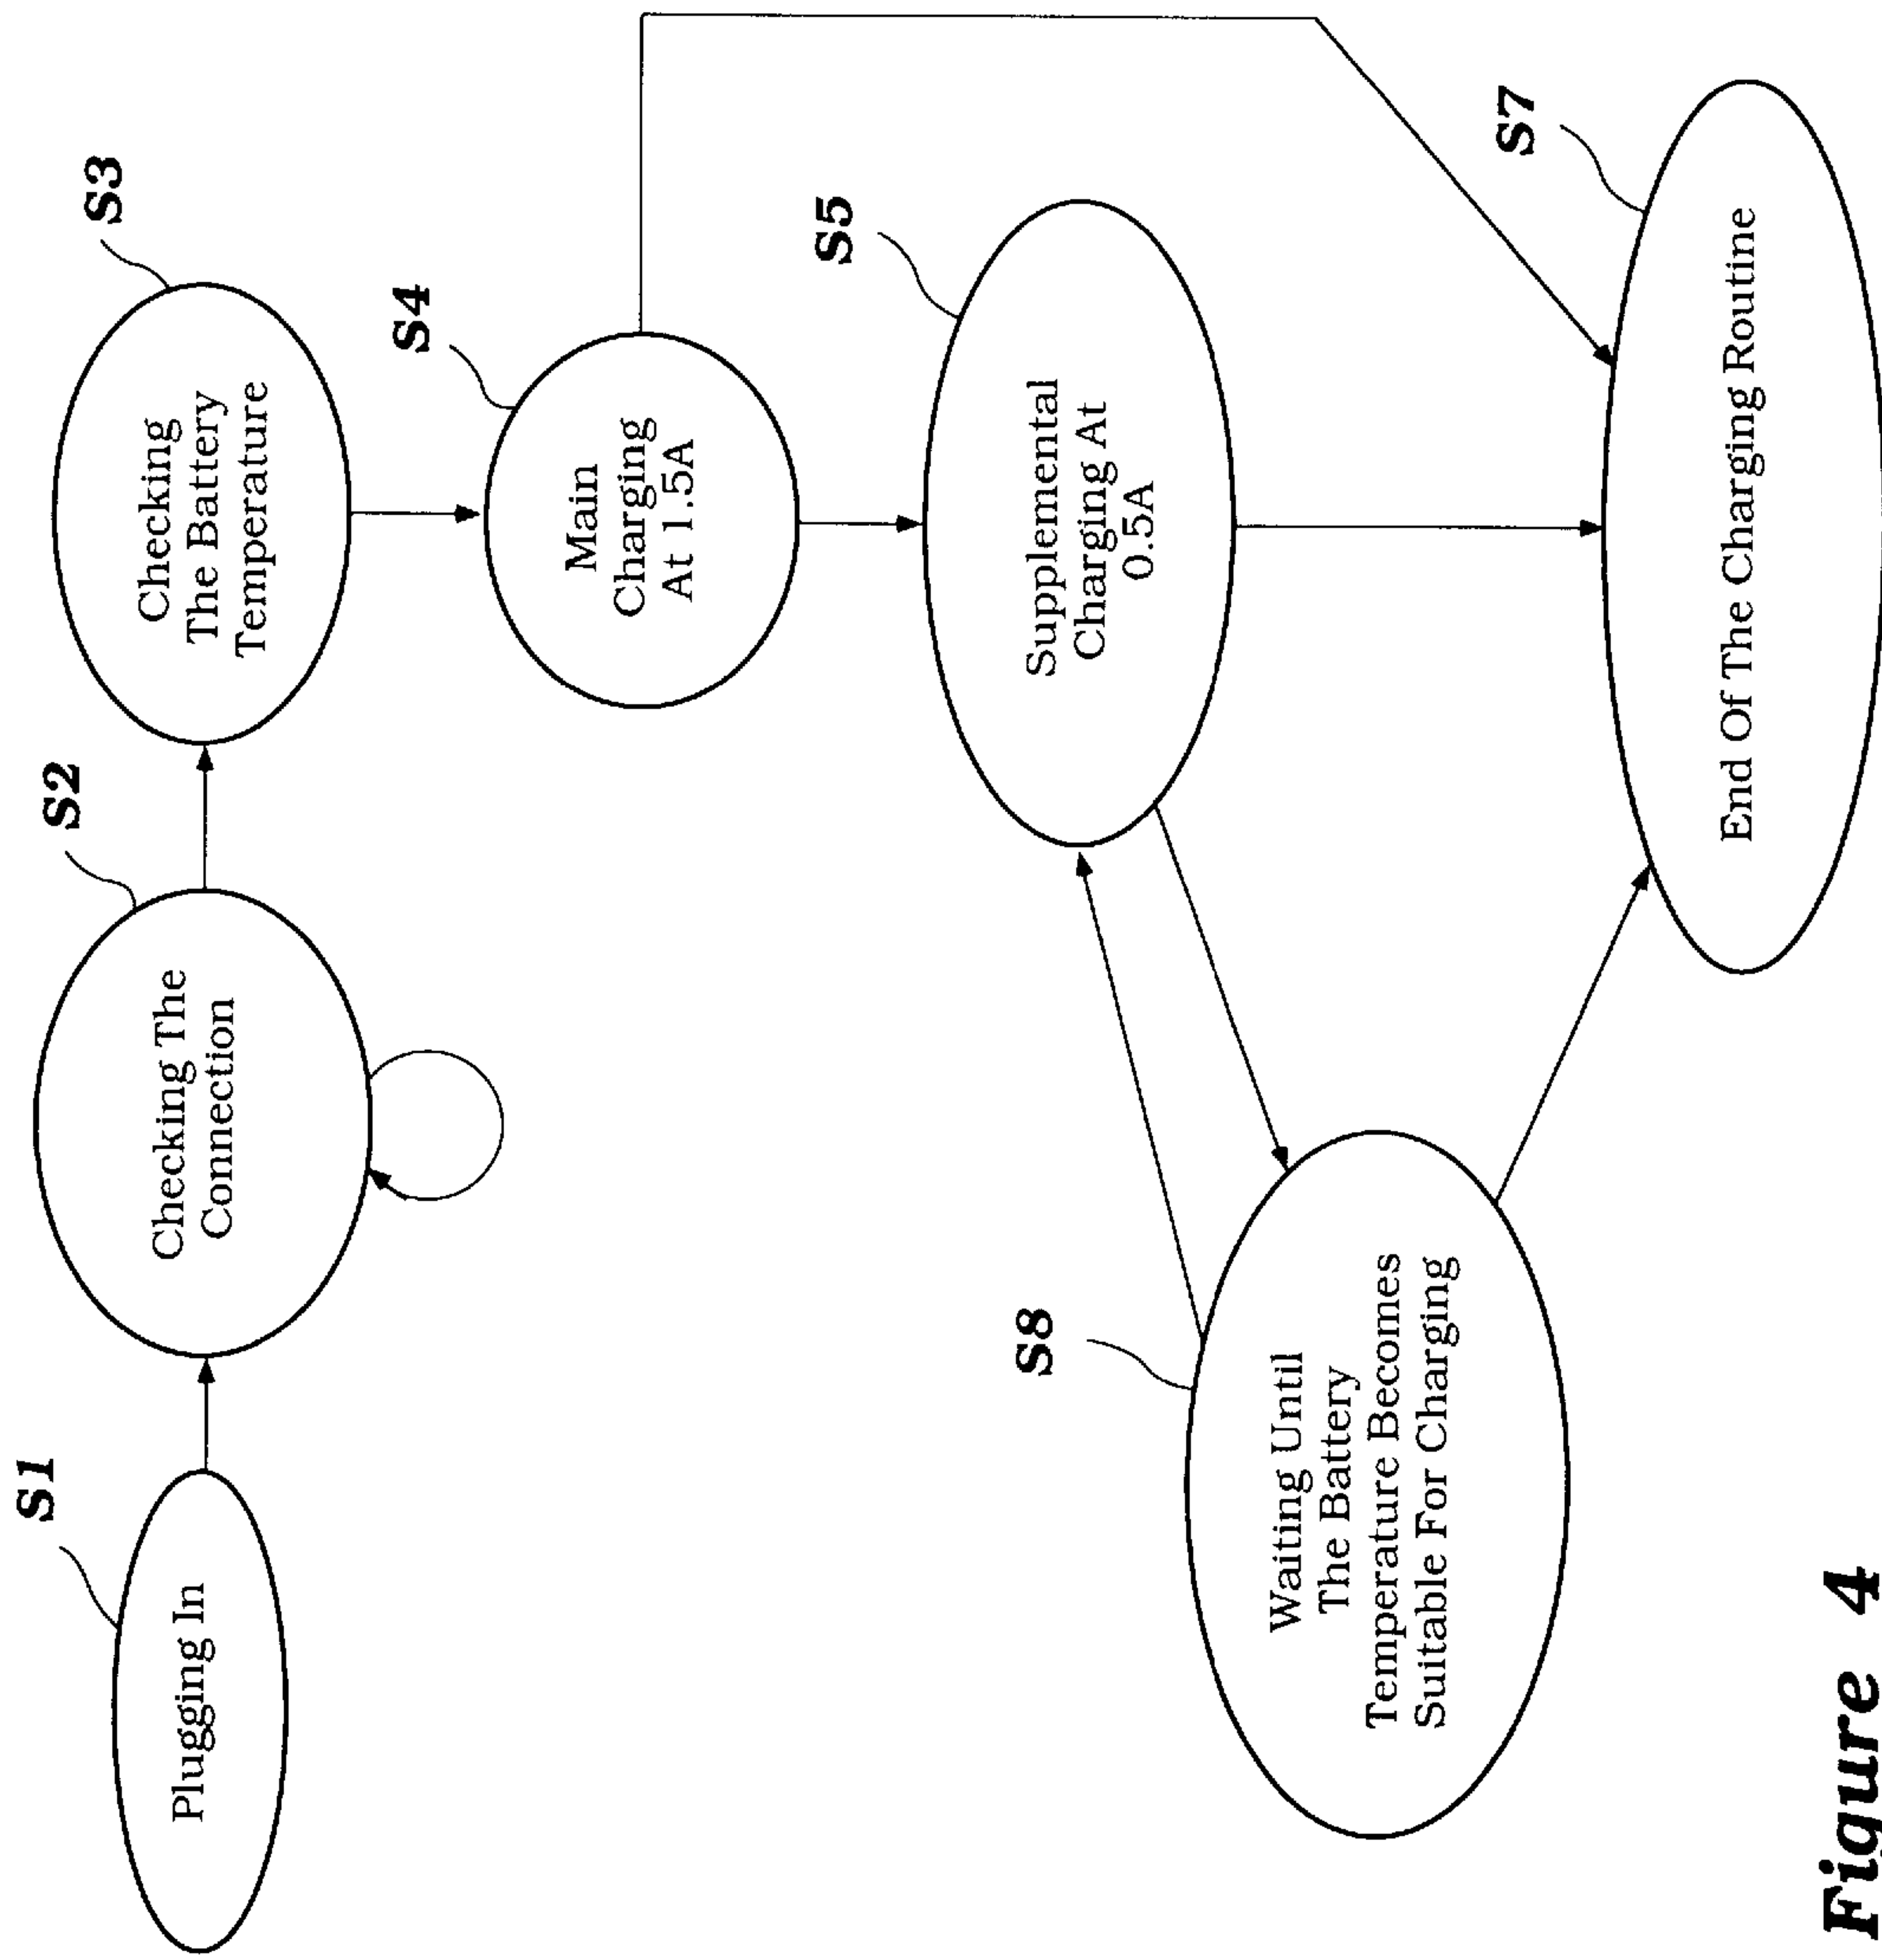 S1
Plugging In
S2
Checking The
Connection
S3
Checking
The Battery
Temperature
S4
Main
Charging
At 1.5A
S5
Supplemental
Charging At
0.5A
S8
Waiting Until
The Battery
Temperature Becomes
Suitable For Charging
S7
End Of The Charging Routine
Figure 4